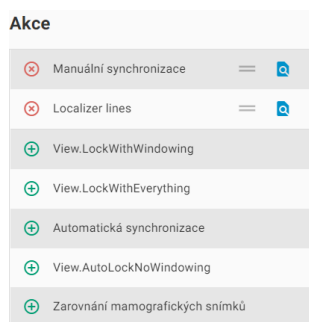 Akce
Manuální synchronizace
Localizer lines
View.LockWithWindowing
View.LockWithEverything
Automatická synchronizace
View.AutoLockNoWindowing
Zarovnání mamografických snímků